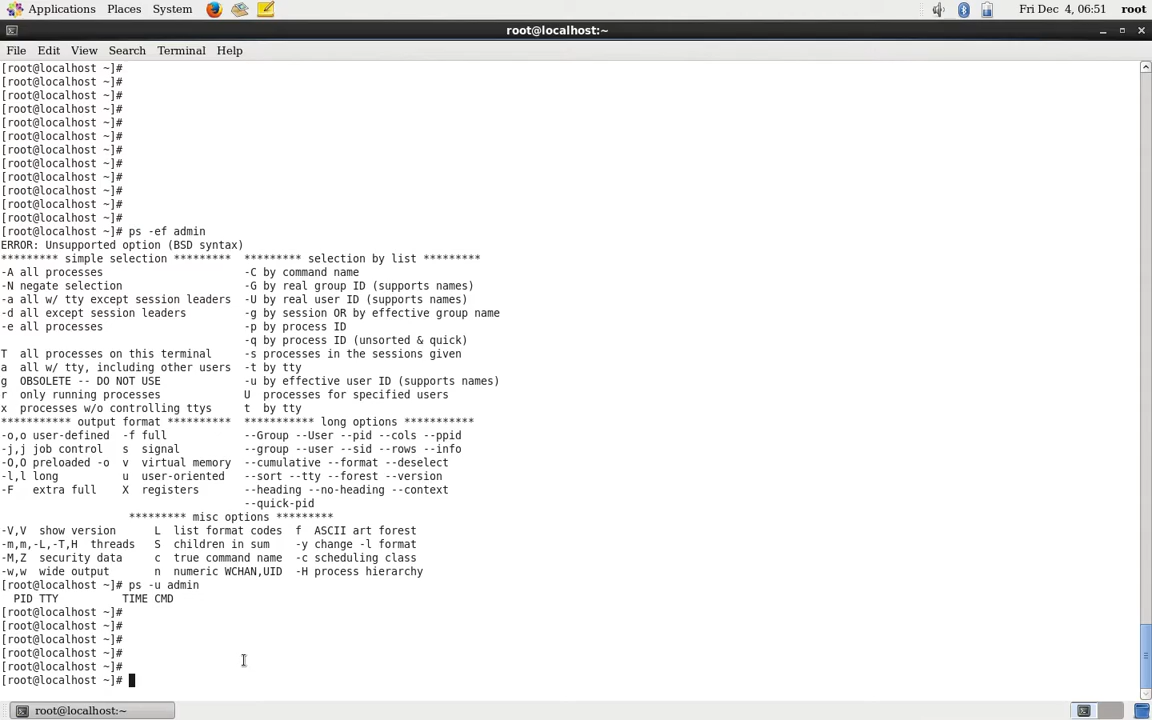 Applications Places System Fri Dec 4, 06:51 root
root@localhost:~
File Edit View Search Terminal Help
[root@localhost ~]#
[root@localhost ~]#
[root@localhost ~]#
[root@localhost ~]#
[root@localhost ~]#
[root@localhost ~]#
[root@localhost ~]#
[root@localhost ~]#
[root@localhost ~]#
[root@localhost ~]#
[root@localhost ~]#
[root@localhost ~]#
[root@localhost ~]# ps -ef admin
ERROR: Unsupported option (BSD syntax)
********* simple selection *********  ********* selection by list *********
-A all processes                      -C by command name
-N negate selection                   -G by real group ID (supports names)
-a all w/ tty except session leaders  -U by real user ID (supports names)
-d all except session leaders         -g by session OR by effective group name
-e all processes                      -p by process ID
                                      -q by process ID (unsorted & quick)
T  all processes on this terminal     -s processes in the sessions given
a  all w/ tty, including other users  -t by tty
g  OBSOLETE -- DO NOT USE             -u by effective user ID (supports names)
r  only running processes             U  processes for specified users
x  processes w/o controlling ttys     t  by tty
*********** output format **********  *********** long options ***********
-o,o user-defined  -f full            --Group --User --pid --cols --ppid
-j,j job control   s  signal          --group --user --sid --rows --info
-O,O preloaded -o  v  virtual memory  --cumulative --format --deselect
-l,l long          u  user-oriented   --sort --tty --forest --version
-F   extra full    X  registers       --heading --no-heading --context
                                      --quick-pid
                    ********* misc options *********
-V,V  show version      L  list format codes  f  ASCII art forest
-m,m,-L,-T,H  threads   S  children in sum    -y change -l format
-M,Z  security data     c  true command name  -c scheduling class
-w,w  wide output       n  numeric WCHAN,UID  -H process hierarchy
[root@localhost ~]# ps -u admin
  PID TTY          TIME CMD
[root@localhost ~]#
[root@localhost ~]#
[root@localhost ~]#
[root@localhost ~]#
[root@localhost ~]#
[root@localhost ~]#
root@localhost:~